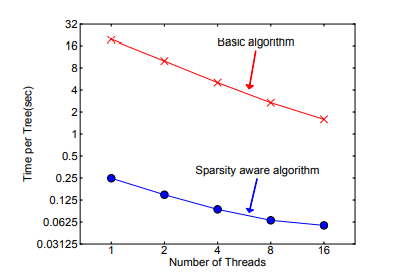 32
16
8
4
2
1
0.5
0.25
0.125
0.0625
0.03125
Time per Tree(sec)
Basic algorithm
Sparsity aware algorithm
1 2 4 8 16
Number of Threads